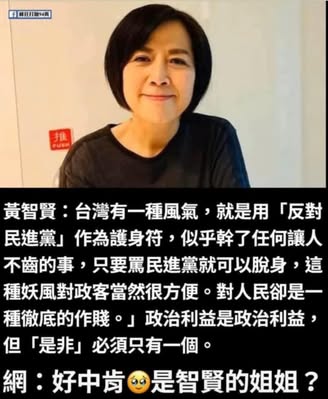 推
PUSH
黃智賢：台灣有一種風氣，就是用「反對
民進黨」作為護身符，似乎幹了任何讓人
不齒的事，只要罵民進黨就可以脫身，這
種妖風對政客當然很方便。對人民卻是一
種徹底的作賤。」政治利益是政治利益，
但「是非」必須只有一個。
網：好中肯🥹是智賢的姐姐？